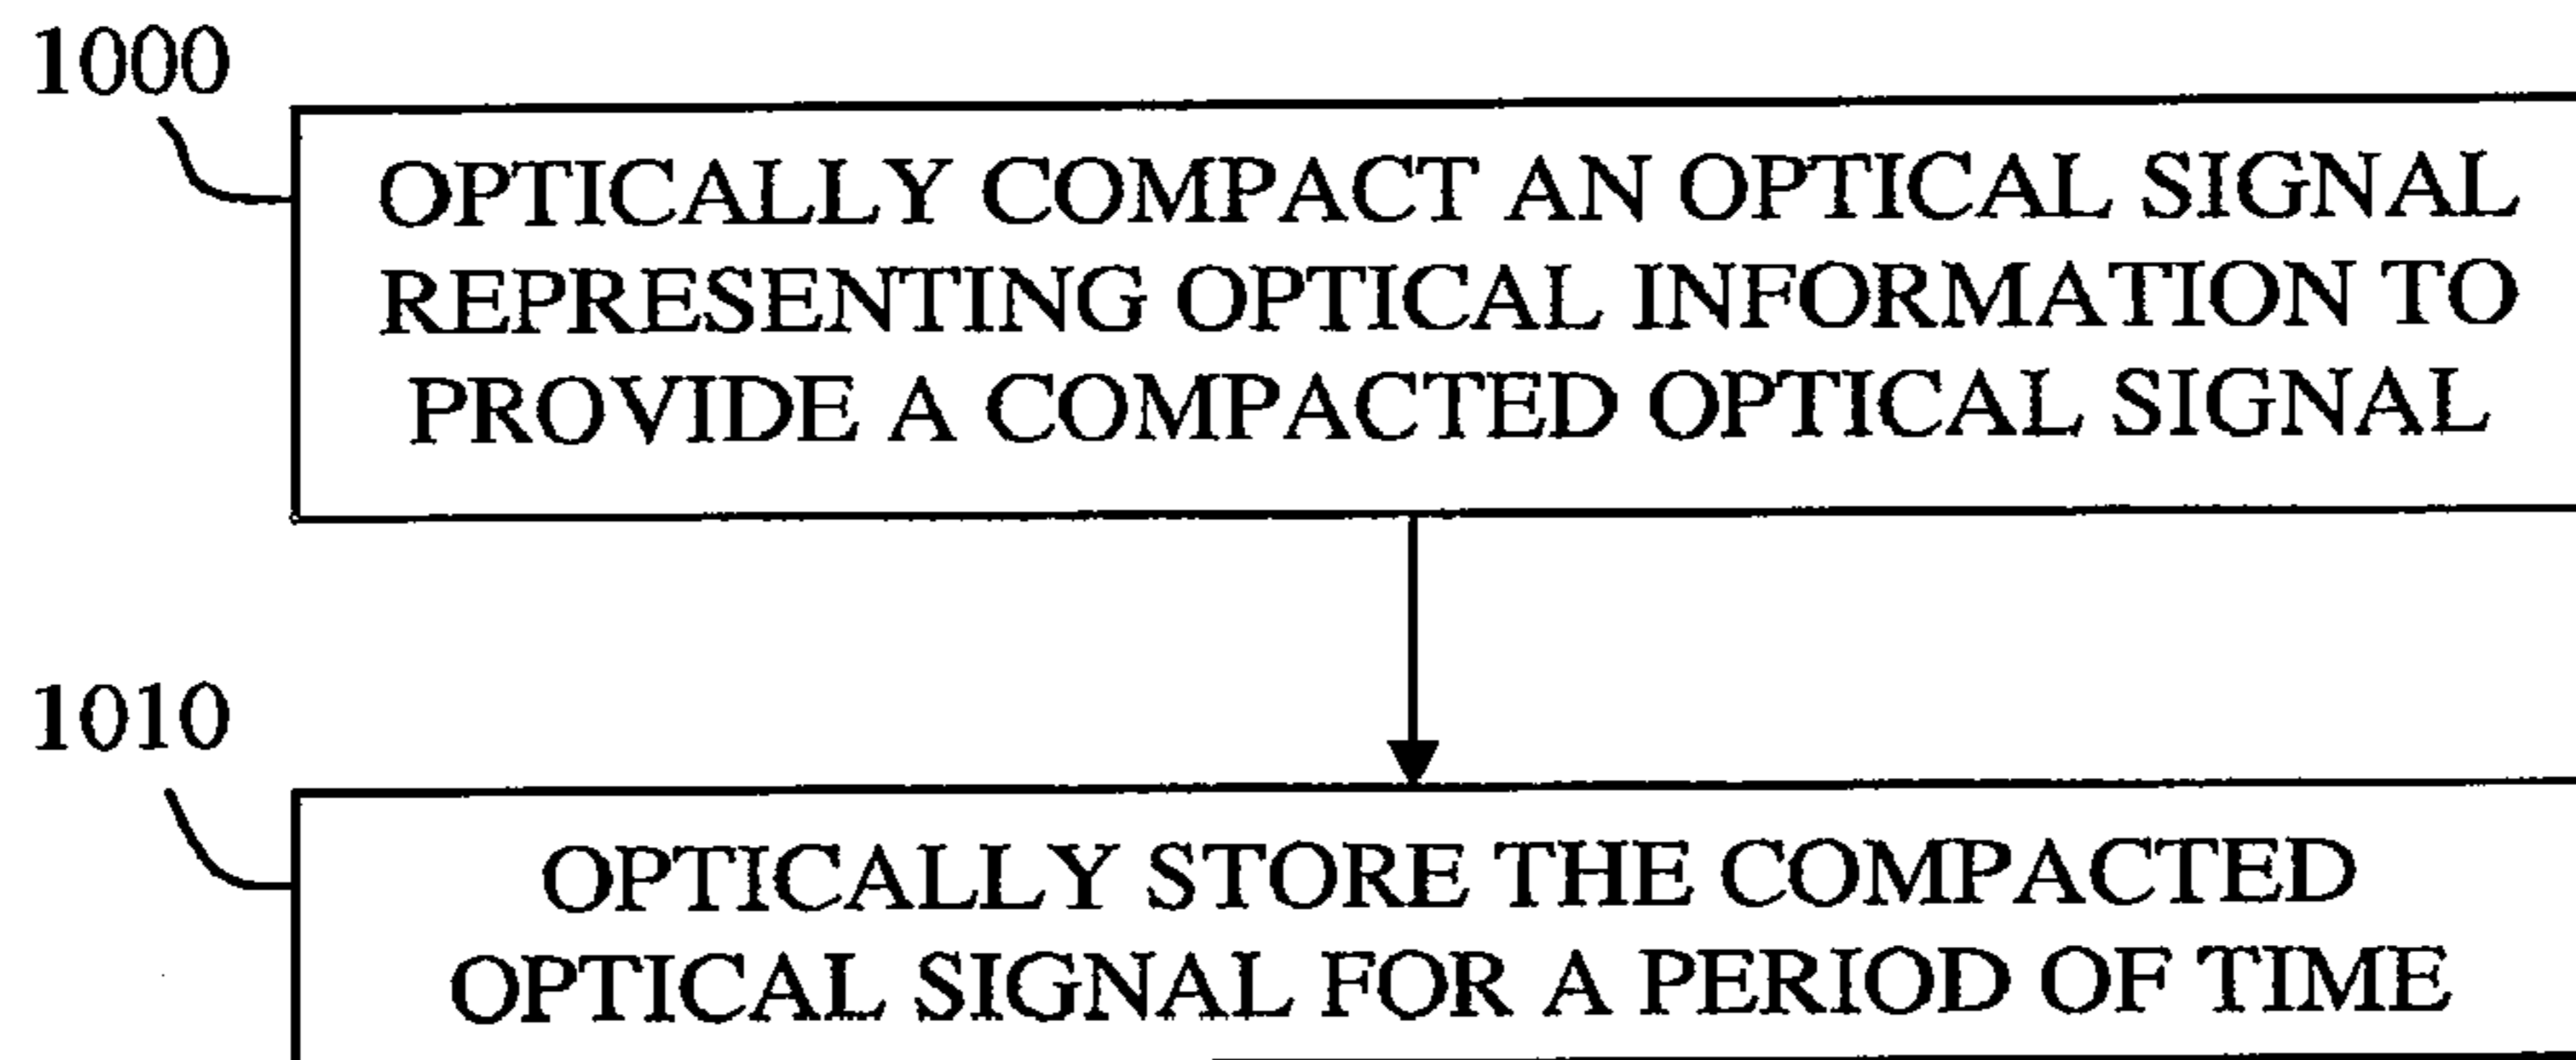 1000
OPTICALLY COMPACT AN OPTICAL SIGNAL
REPRESENTING OPTICAL INFORMATION TO
PROVIDE A COMPACTED OPTICAL SIGNAL
1010
OPTICALLY STORE THE COMPACTED
OPTICAL SIGNAL FOR A PERIOD OF TIME